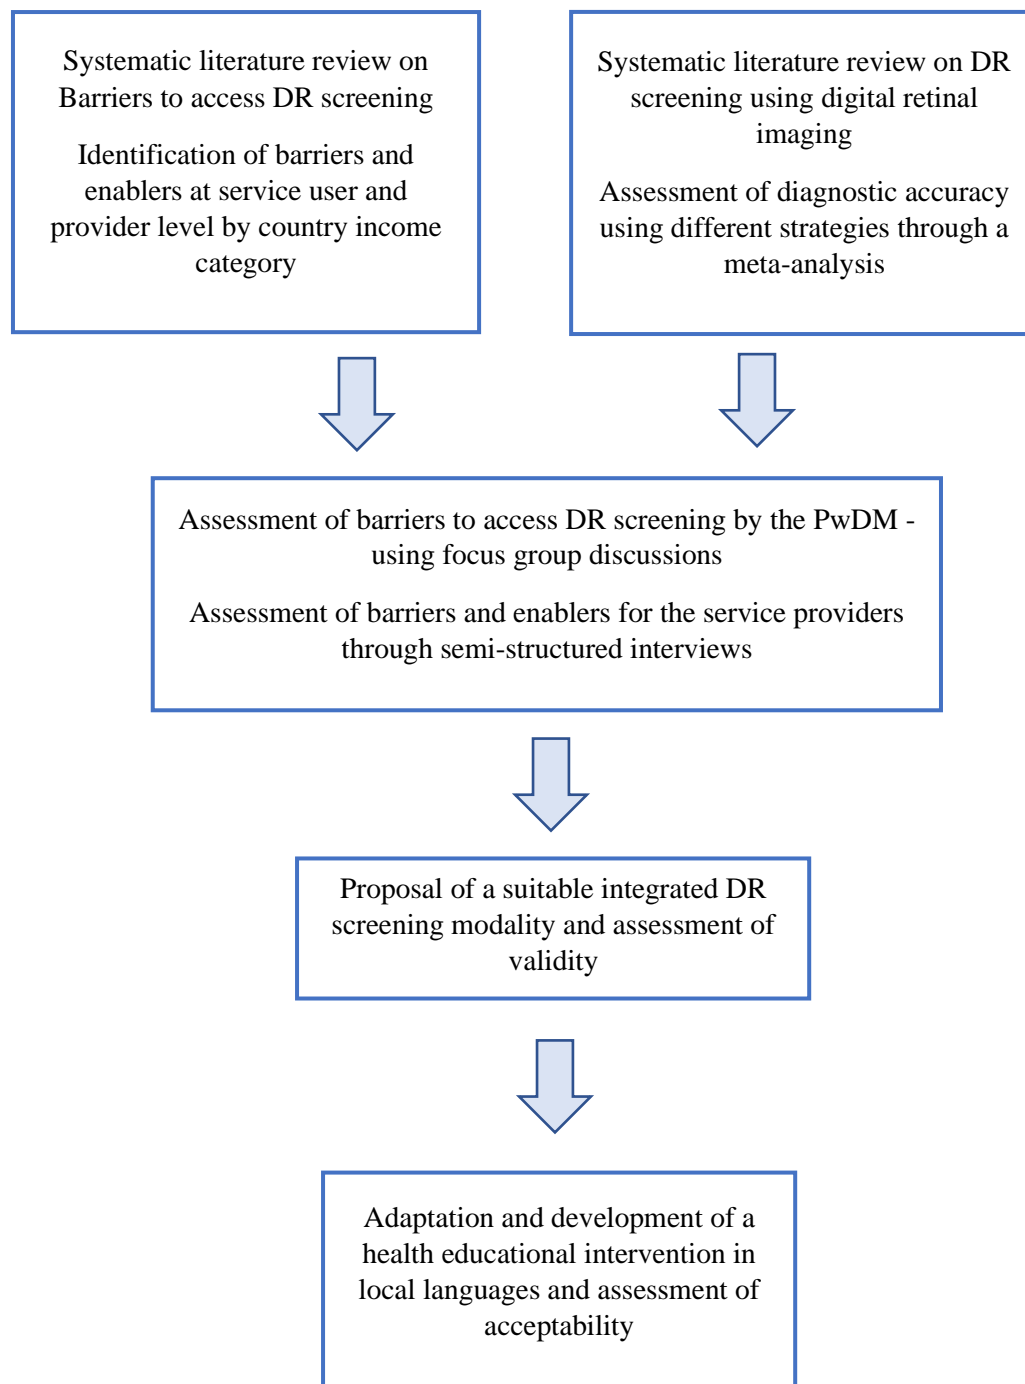 Systematic literature review on
Barriers to access DR screening
Identification of barriers and
enablers at service user and
provider level by country income
category
Systematic literature review on DR
screening using digital retinal
imaging
Assessment of diagnostic accuracy
using different strategies through a
meta-analysis
Assessment of barriers to access DR screening by the PwDM -
using focus group discussions
Assessment of barriers and enablers for the service providers
through semi-structured interviews
Proposal of a suitable integrated DR
screening modality and assessment of
validity
Adaptation and development of a
health educational intervention in
local languages and assessment of
acceptability